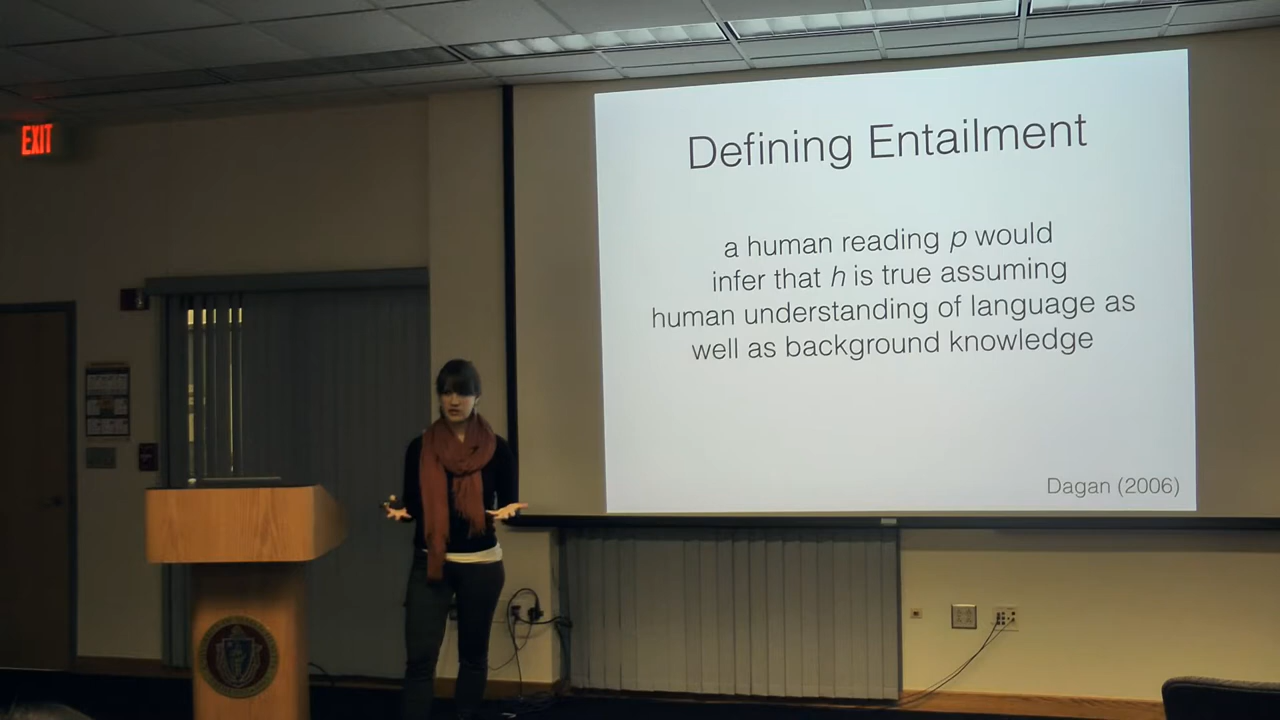 EXIT
Defining Entailment
a human reading p would
infer that h is true assuming
human understanding of language as
well as background knowledge
Dagan (2006)